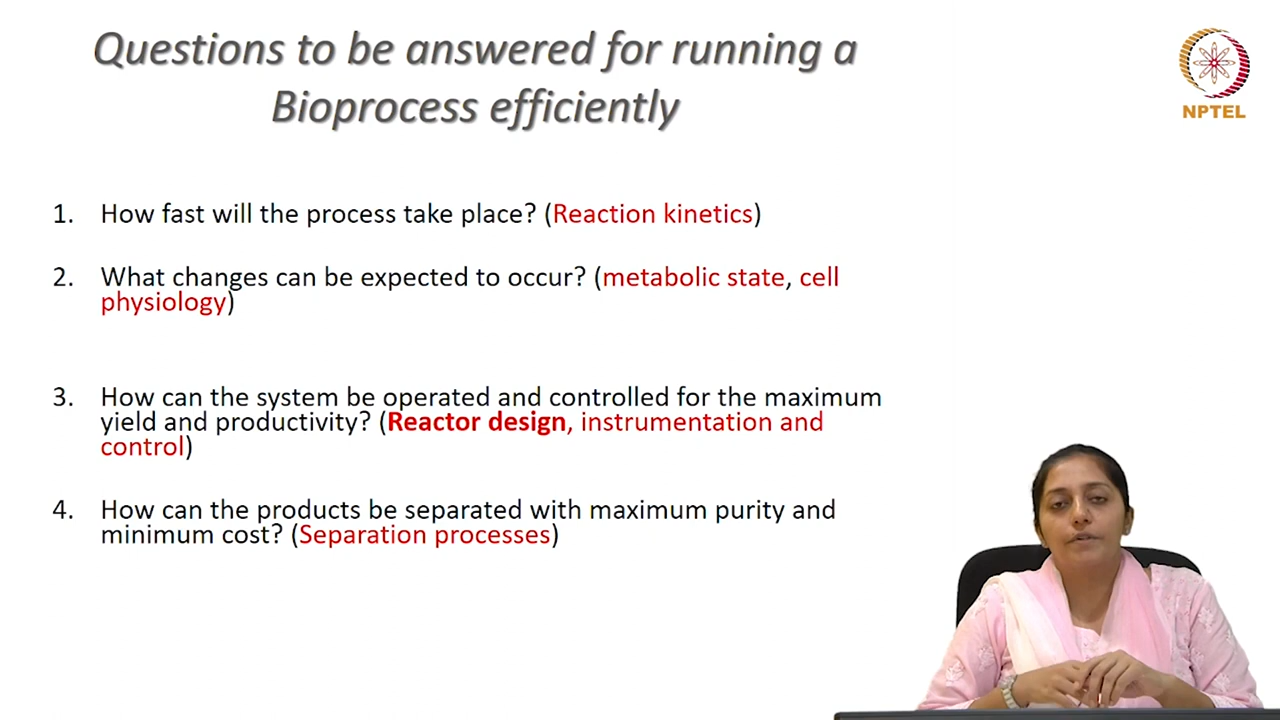 Questions to be answered for running a
Bioprocess efficiently
NPTEL
1. How fast will the process take place? (Reaction kinetics)
2. What changes can be expected to occur? (metabolic state, cell
physiology)
3. How can the system be operated and controlled for the maximum
yield and productivity? (Reactor design, instrumentation and
control)
4. How can the products be separated with maximum purity and
minimum cost? (Separation processes)